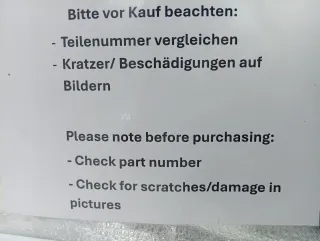 Bitte vor Kauf beachten:
- Teilenummer vergleichen
- Kratzer/ Beschädigungen auf
Bildern
Please note before purchasing:
- Check part number
- Check for scratches/damage in
pictures